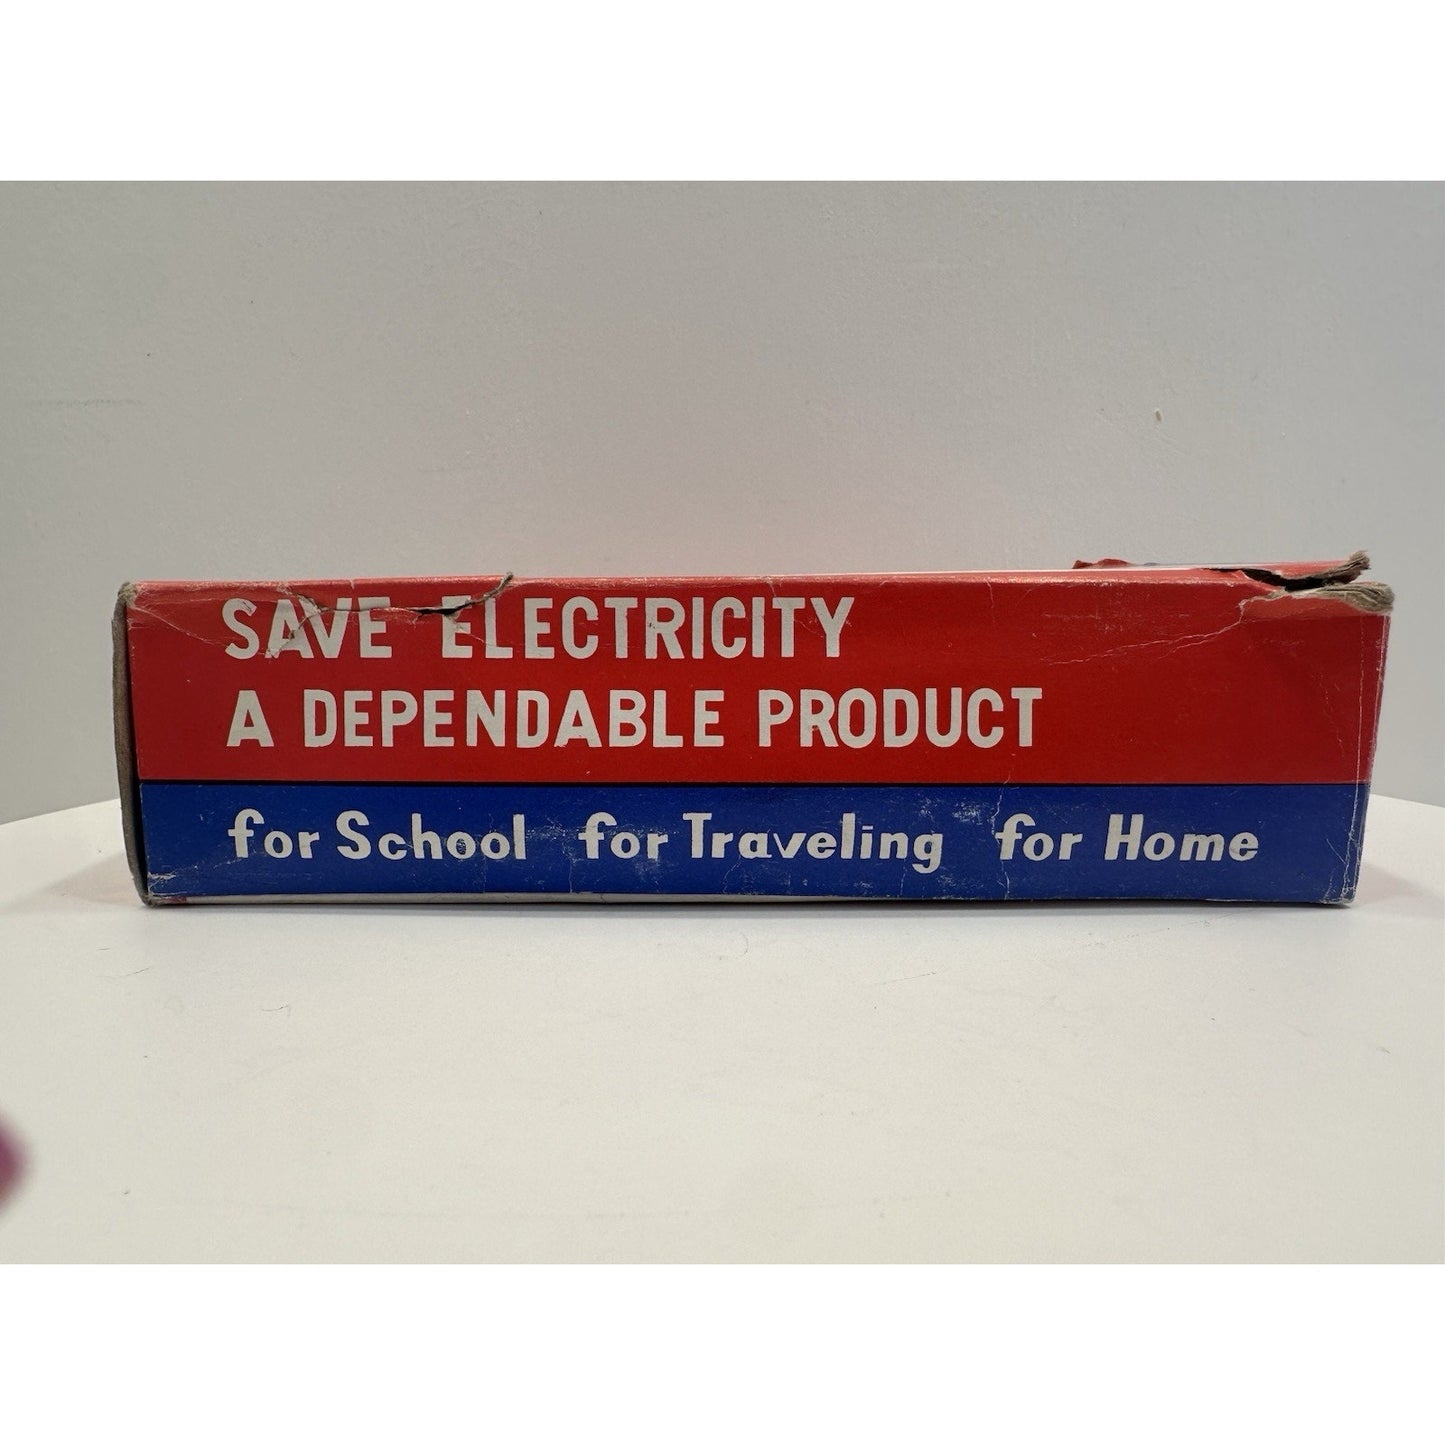 SAVE ELECTRICITY
A DEPENDABLE PRODUCT
for School for Traveling for Home